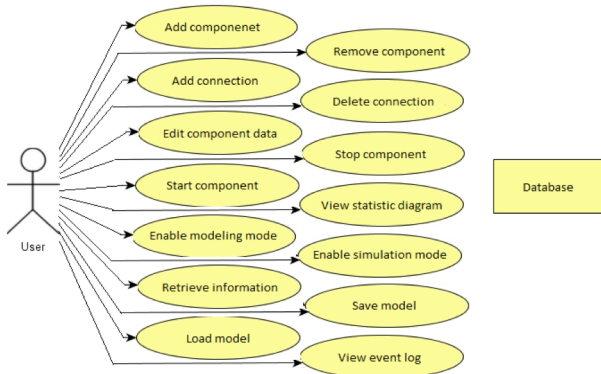 Add componenet
Remove component
Add connection
Delete connection
Edit component data
Stop component
Start component
Database
View statistic diagram
User
Enable modeling mode
Enable simulation mode
Retrieve information
Save model
Load model
View event log